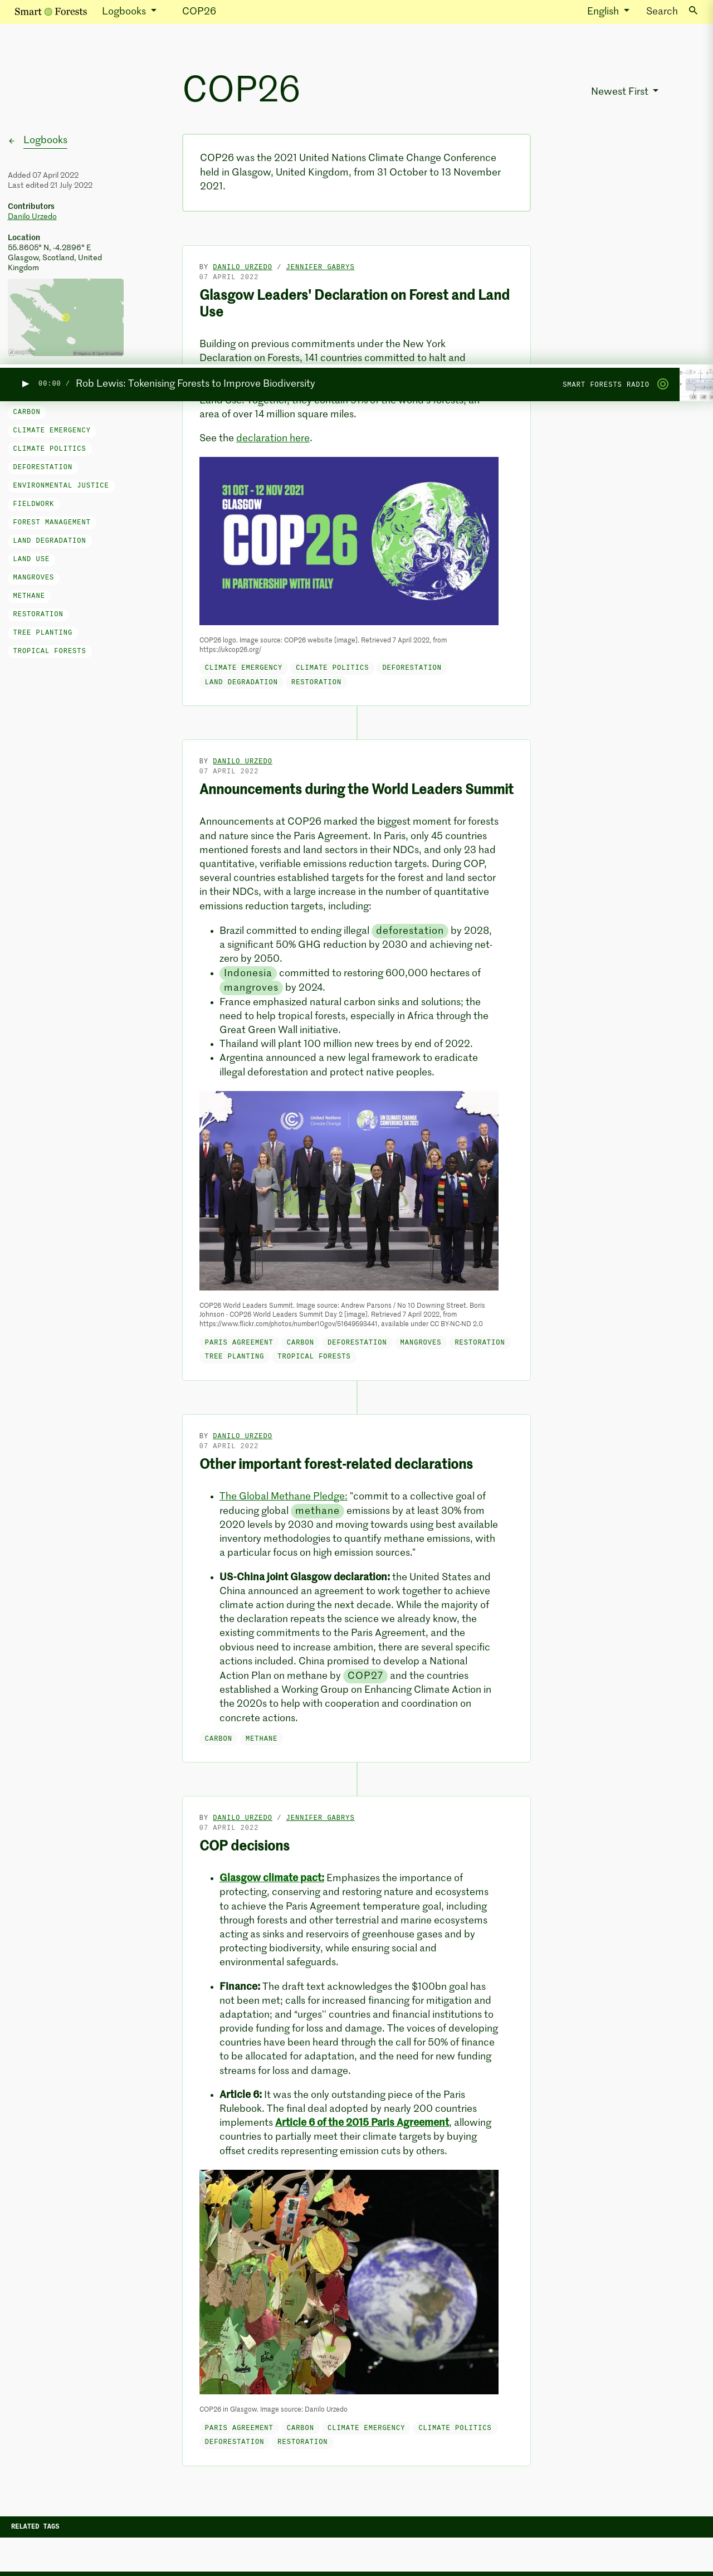 Smart Forests Logbooks COP26 English Search
COP26
Newest First
Logbooks
Added 07 April 2022
Last edited 21 July 2022
Contributors
Danilo Urzedo
Location
55.8605° N, -4.2896° E
Glasgow, Scotland, United
Kingdom
CARBON
CLIMATE EMERGENCY
CLIMATE POLITICS
DEFORESTATION
ENVIRONMENTAL JUSTICE
FIELDWORK
FOREST MANAGEMENT
LAND DEGRADATION
LAND USE
MANGROVES
METHANE
RESTORATION
TREE PLANTING
TROPICAL FORESTS
COP26 was the 2021 United Nations Climate Change Conference
held in Glasgow, United Kingdom, from 31 October to 13 November
2021.
BY DANILO URZEDO / JENNIFER GABRYS
07 APRIL 2022
Glasgow Leaders' Declaration on Forest and Land
Use
Building on previous commitments under the New York
Declaration on Forests, 141 countries committed to halt and
▶ 00:00 / Rob Lewis: Tokenising Forests to Improve Biodiversity SMART FORESTS RADIO
area of over 14 million square miles.
See the declaration here.
31 OCT - 12 NOV 2021
GLASGOW
COP26
IN PARTNERSHIP WITH ITALY
COP26 logo. Image source: COP26 website [image]. Retrieved 7 April 2022, from
https://ukcop26.org/
CLIMATE EMERGENCY CLIMATE POLITICS DEFORESTATION
LAND DEGRADATION RESTORATION
BY DANILO URZEDO
07 APRIL 2022
Announcements during the World Leaders Summit
Announcements at COP26 marked the biggest moment for forests
and nature since the Paris Agreement. In Paris, only 45 countries
mentioned forests and land sectors in their NDCs, and only 23 had
quantitative, verifiable emissions reduction targets. During COP,
several countries established targets for the forest and land sector
in their NDCs, with a large increase in the number of quantitative
emissions reduction targets, including:
• Brazil committed to ending illegal deforestation by 2028,
a significant 50% GHG reduction by 2030 and achieving net-
zero by 2050.
• Indonesia committed to restoring 600,000 hectares of
mangroves by 2024.
• France emphasized natural carbon sinks and solutions; the
need to help tropical forests, especially in Africa through the
Great Green Wall initiative.
• Thailand will plant 100 million new trees by end of 2022.
• Argentina announced a new legal framework to eradicate
illegal deforestation and protect native peoples.
United Nations
Climate Change
UN CLIMATE CHANGE
CONFERENCE UK 2021
COP26 World Leaders Summit. Image source: Andrew Parsons / No 10 Downing Street. Boris
Johnson - COP26 World Leaders Summit Day 2 [image]. Retrieved 7 April 2022, from
https://www.flickr.com/photos/number10gov/51649593441, available under CC BY-NC-ND 2.0
PARIS AGREEMENT CARBON DEFORESTATION MANGROVES RESTORATION
TREE PLANTING TROPICAL FORESTS
BY DANILO URZEDO
07 APRIL 2022
Other important forest-related declarations
• The Global Methane Pledge: "commit to a collective goal of
reducing global methane emissions by at least 30% from
2020 levels by 2030 and moving towards using best available
inventory methodologies to quantify methane emissions, with
a particular focus on high emission sources."
• US-China joint Glasgow declaration: the United States and
China announced an agreement to work together to achieve
climate action during the next decade. While the majority of
the declaration repeats the science we already know, the
existing commitments to the Paris Agreement, and the
obvious need to increase ambition, there are several specific
actions included. China promised to develop a National
Action Plan on methane by COP27 and the countries
established a Working Group on Enhancing Climate Action in
the 2020s to help with cooperation and coordination on
concrete actions.
CARBON METHANE
BY DANILO URZEDO / JENNIFER GABRYS
07 APRIL 2022
COP decisions
• Glasgow climate pact: Emphasizes the importance of
protecting, conserving and restoring nature and ecosystems
to achieve the Paris Agreement temperature goal, including
through forests and other terrestrial and marine ecosystems
acting as sinks and reservoirs of greenhouse gases and by
protecting biodiversity, while ensuring social and
environmental safeguards.
• Finance: The draft text acknowledges the $100bn goal has
not been met; calls for increased financing for mitigation and
adaptation; and "urges" countries and financial institutions to
provide funding for loss and damage. The voices of developing
countries have been heard through the call for 50% of finance
to be allocated for adaptation, and the need for new funding
streams for loss and damage.
• Article 6: It was the only outstanding piece of the Paris
Rulebook. The final deal adopted by nearly 200 countries
implements Article 6 of the 2015 Paris Agreement, allowing
countries to partially meet their climate targets by buying
offset credits representing emission cuts by others.
COP26 in Glasgow. Image source: Danilo Urzedo
PARIS AGREEMENT CARBON CLIMATE EMERGENCY CLIMATE POLITICS
DEFORESTATION RESTORATION
RELATED TAGS